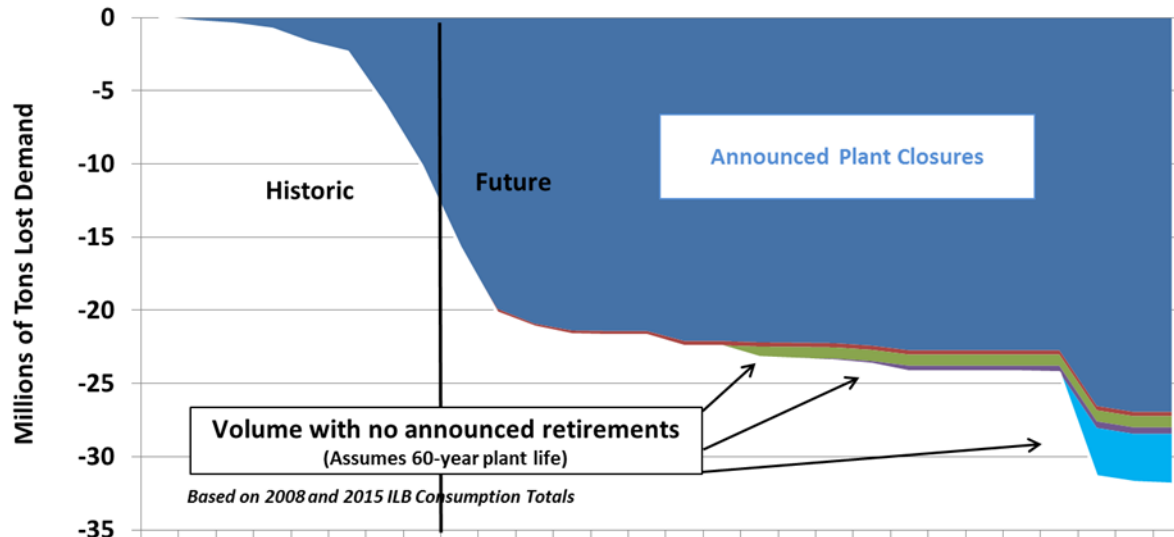 Millions of Tons Lost Demand
0
-5
-10
-15
-20
-25
-30
-35
Announced Plant Closures
Historic
Future
Volume with no announced retirements
(Assumes 60-year plant life)
Based on 2008 and 2015 ILB Consumption Totals